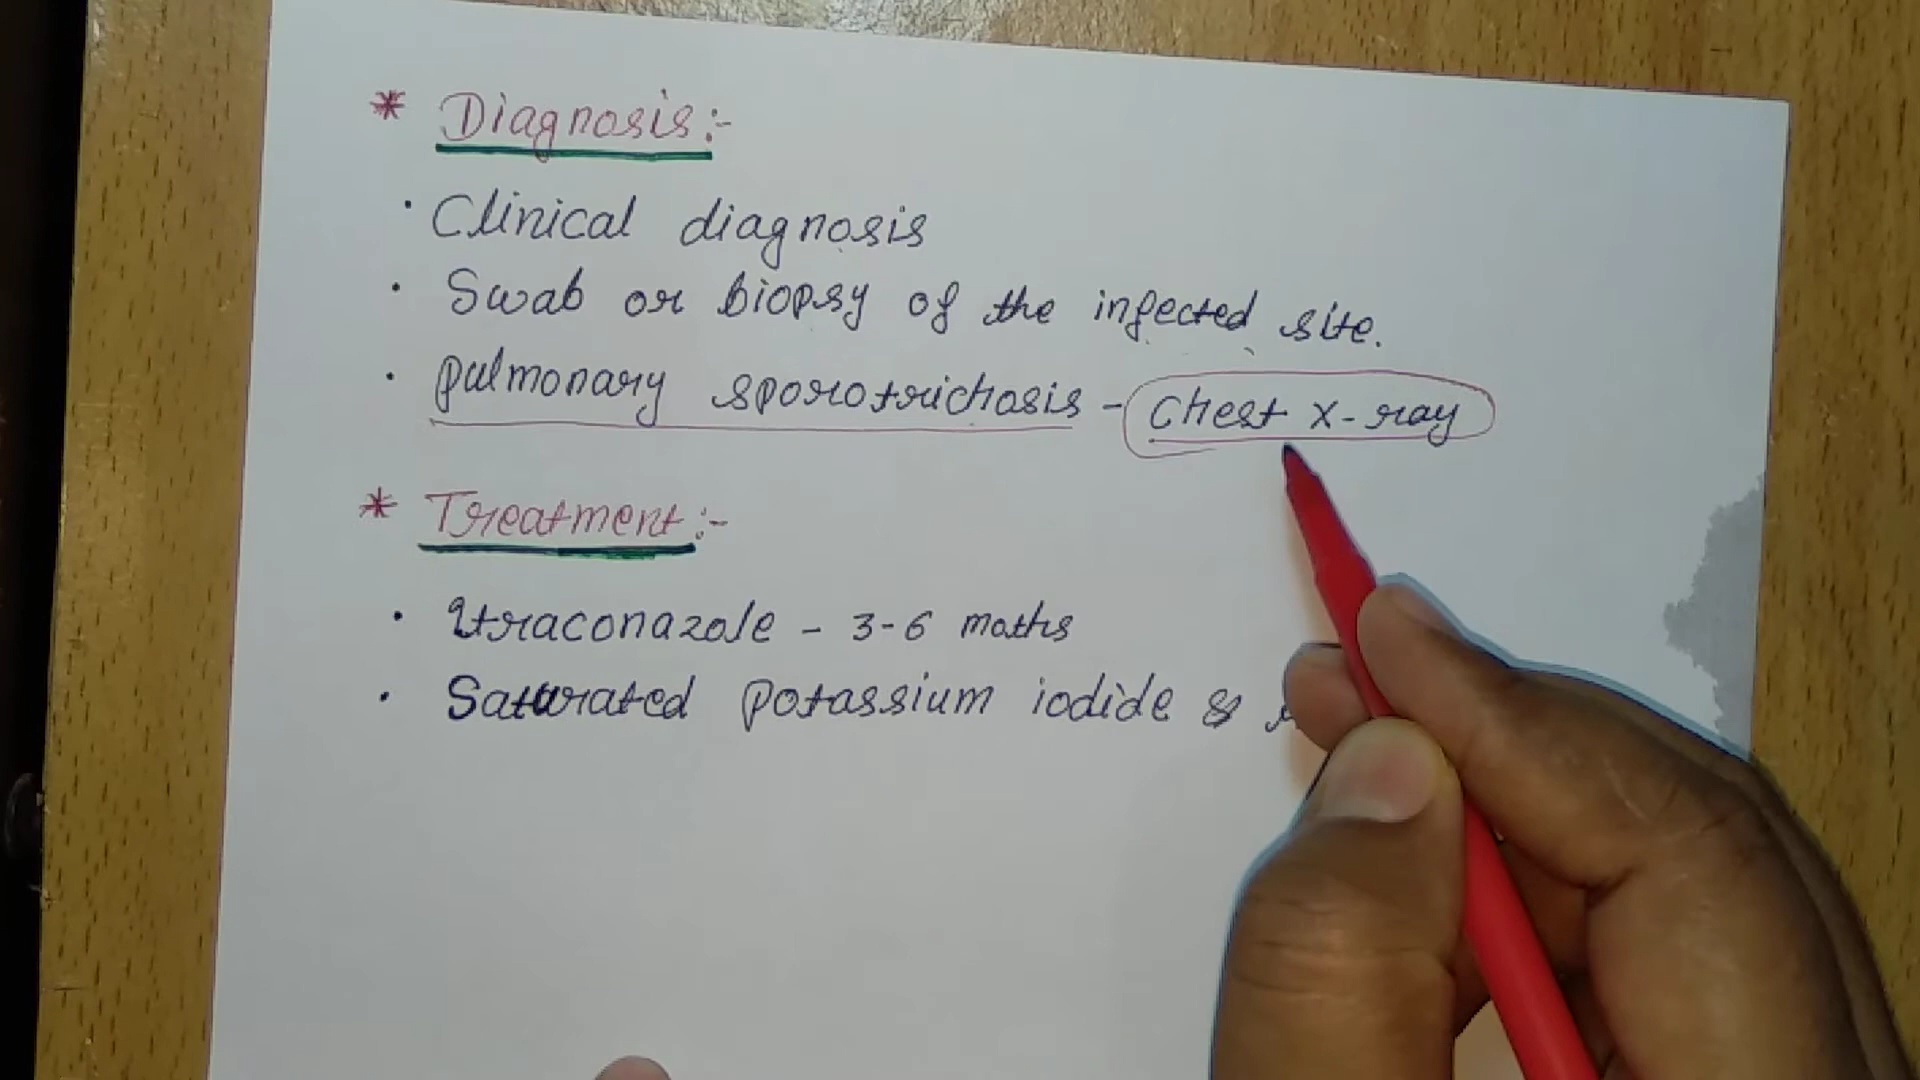 * Diagnosis:-
· Clinical diagnosis
· Swab or biopsy of the infected site.
· pulmonary sporotrichosis - Chest x-ray
* Treatment:-
· Itraconazole - 3-6 moths
· Saturated potassium iodide &